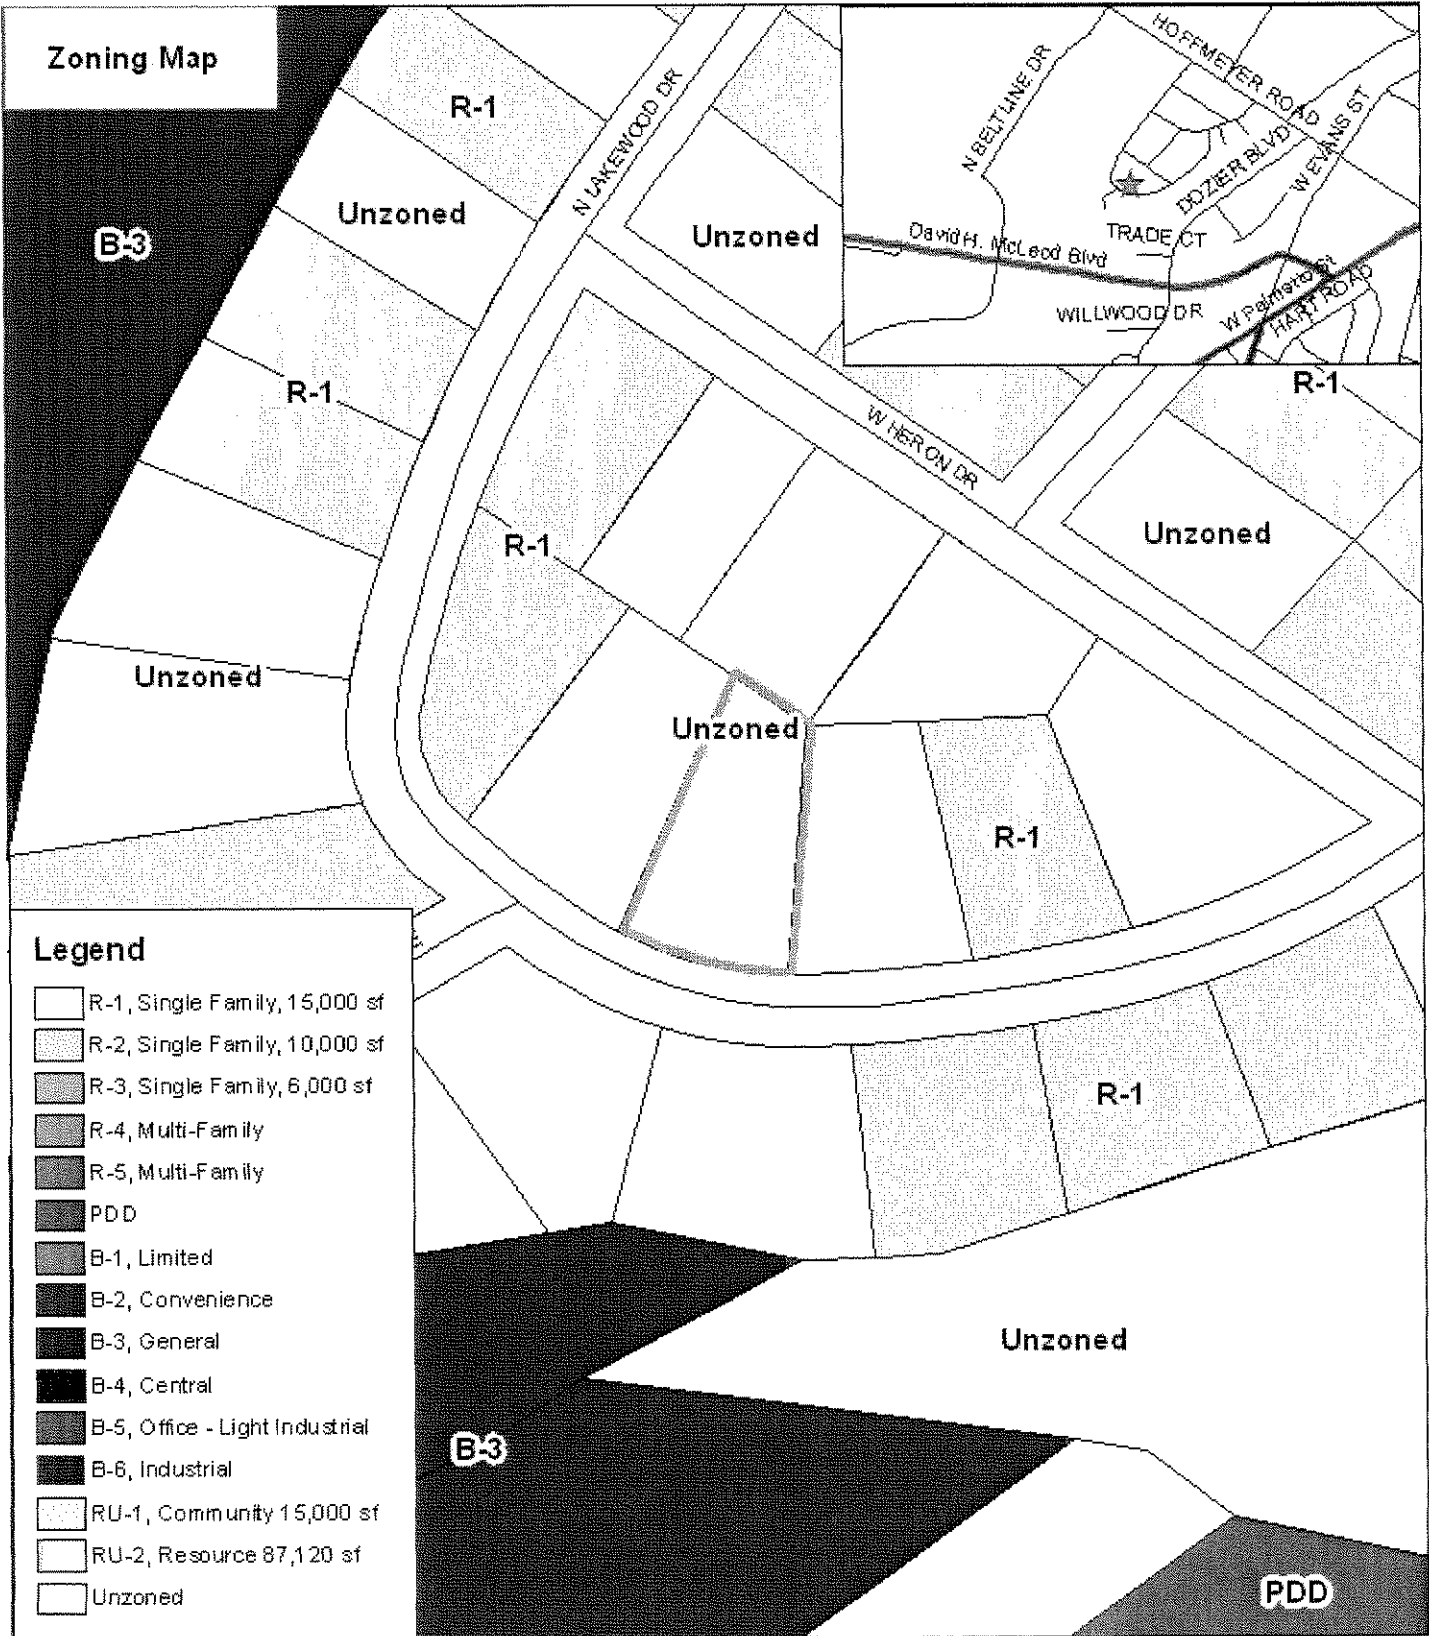 Zoning Map
R-1
N LAKEWOOD DR
Unzoned
B-3
Unzoned
HOFFMEYER ROAD
N BELTLINE DR
DOZIER BLVD
W EVANS ST
TRADE CT
David H. McLeod Blvd
W Palmetto St
HART ROAD
WILLWOOD DR
R-1
R-1
W HERON DR
Unzoned
R-1
Unzoned
Unzoned
R-1
Legend
R-1, Single Family, 15,000 sf
R-2, Single Family, 10,000 sf
R-3, Single Family, 6,000 sf
R-4, Multi-Family
R-5, Multi-Family
PDD
B-1, Limited
B-2, Convenience
B-3, General
B-4, Central
B-5, Office - Light Industrial
B-6, Industrial
RU-1, Community 15,000 sf
RU-2, Resource 87,120 sf
Unzoned
R-1
Unzoned
B-3
PDD